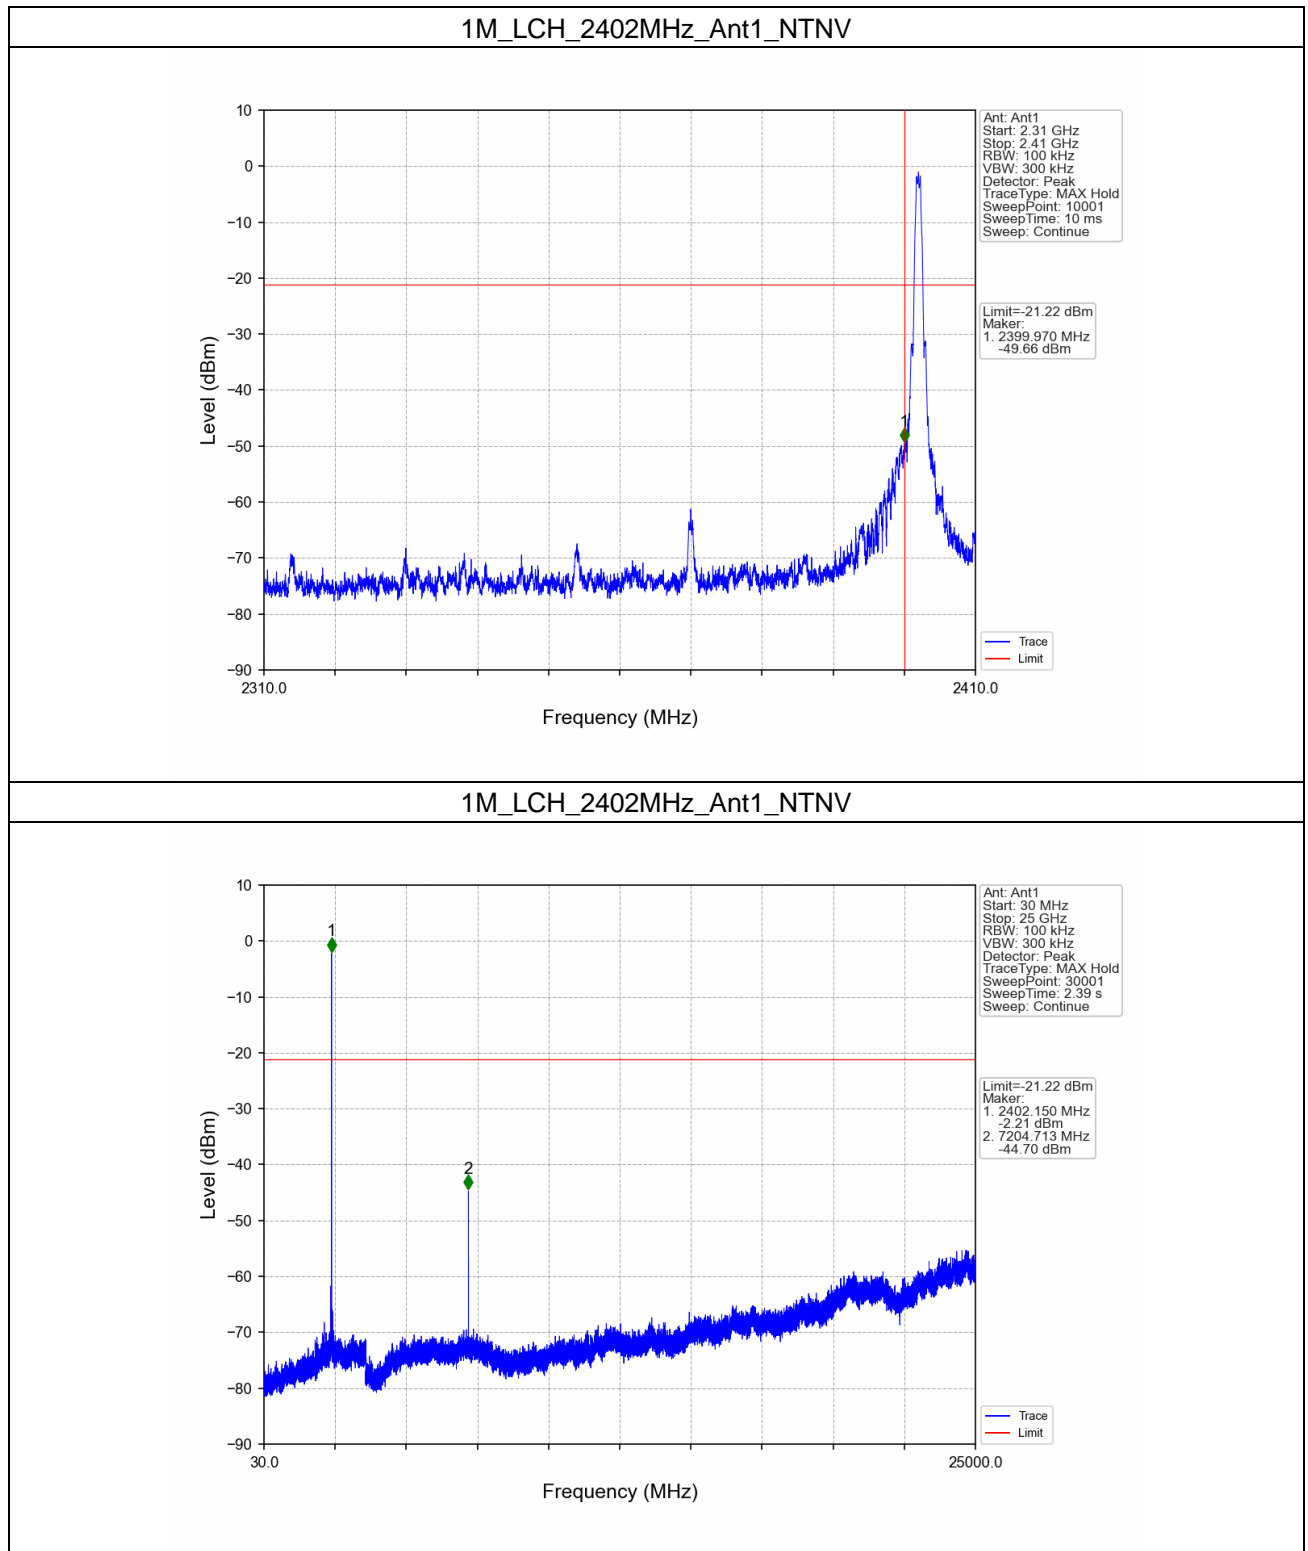 1M_LCH_2402MHz_Ant1_NTNV
10
0
−10
−20
−30
−40
−50
−60
−70
−80
−90
Level (dBm)
1
2310.0
2410.0
Frequency (MHz)
Ant: Ant1
Start: 2.31 GHz
Stop: 2.41 GHz
RBW: 100 kHz
VBW: 300 kHz
Detector: Peak
TraceType: MAX Hold
SweepPoint: 10001
SweepTime: 10 ms
Sweep: Continue
Limit=-21.22 dBm
Maker:
1. 2399.970 MHz
-49.66 dBm
Trace
Limit
1M_LCH_2402MHz_Ant1_NTNV
10
0
−10
−20
−30
−40
−50
−60
−70
−80
−90
Level (dBm)
1
2
30.0
25000.0
Frequency (MHz)
Ant: Ant1
Start: 30 MHz
Stop: 25 GHz
RBW: 100 kHz
VBW: 300 kHz
Detector: Peak
TraceType: MAX Hold
SweepPoint: 30001
SweepTime: 2.39 s
Sweep: Continue
Limit=-21.22 dBm
Maker:
1. 2402.150 MHz
-2.21 dBm
2. 7204.713 MHz
-44.70 dBm
Trace
Limit